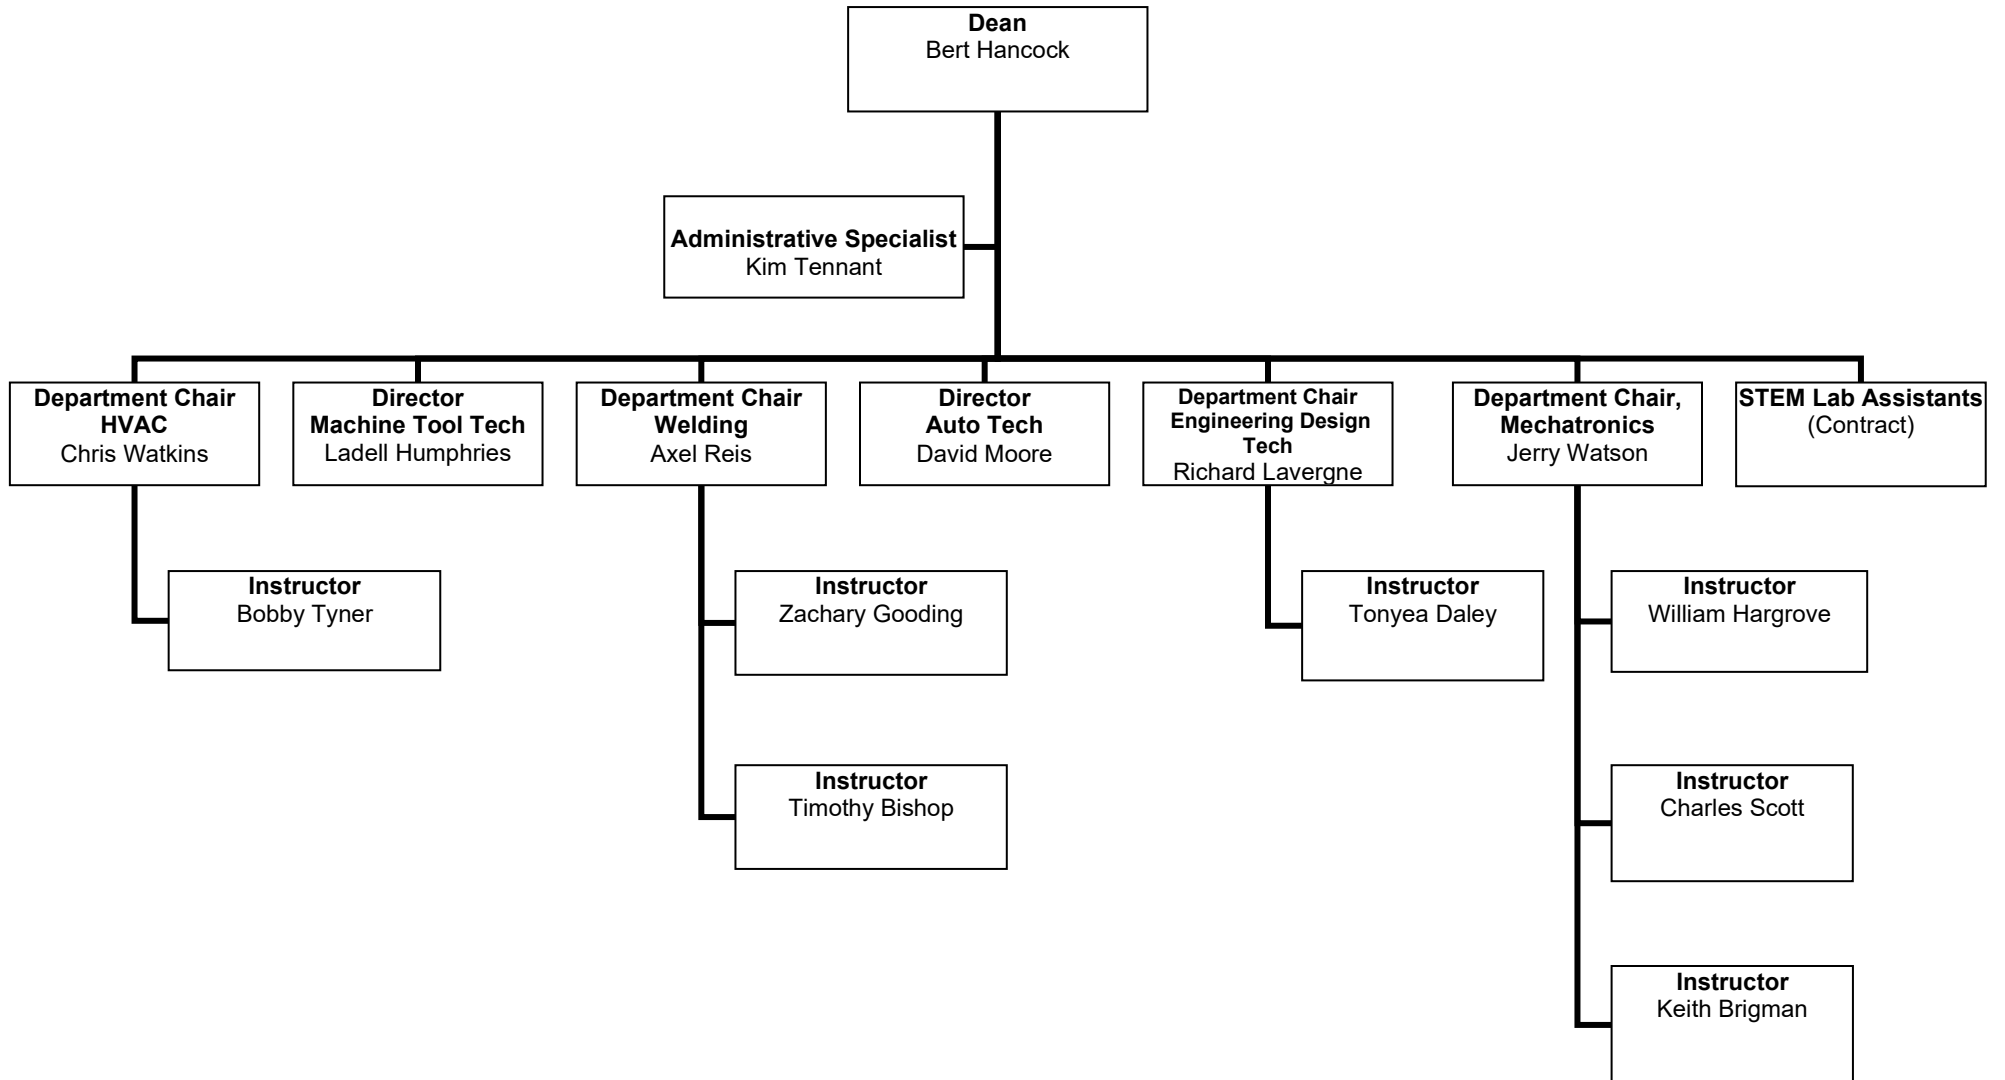 Dean
Bert Hancock
Administrative Specialist
Kim Tennant
Department Chair
HVAC
Chris Watkins
Director
Machine Tool Tech
Ladell Humphries
Department Chair
Welding
Axel Reis
Director
Auto Tech
David Moore
Department Chair
Engineering Design
Tech
Richard Lavergne
Department Chair,
Mechatronics
Jerry Watson
STEM Lab Assistants
(Contract)
Instructor
Bobby Tyner
Instructor
Zachary Gooding
Instructor
Tonyea Daley
Instructor
William Hargrove
Instructor
Timothy Bishop
Instructor
Charles Scott
Instructor
Keith Brigman